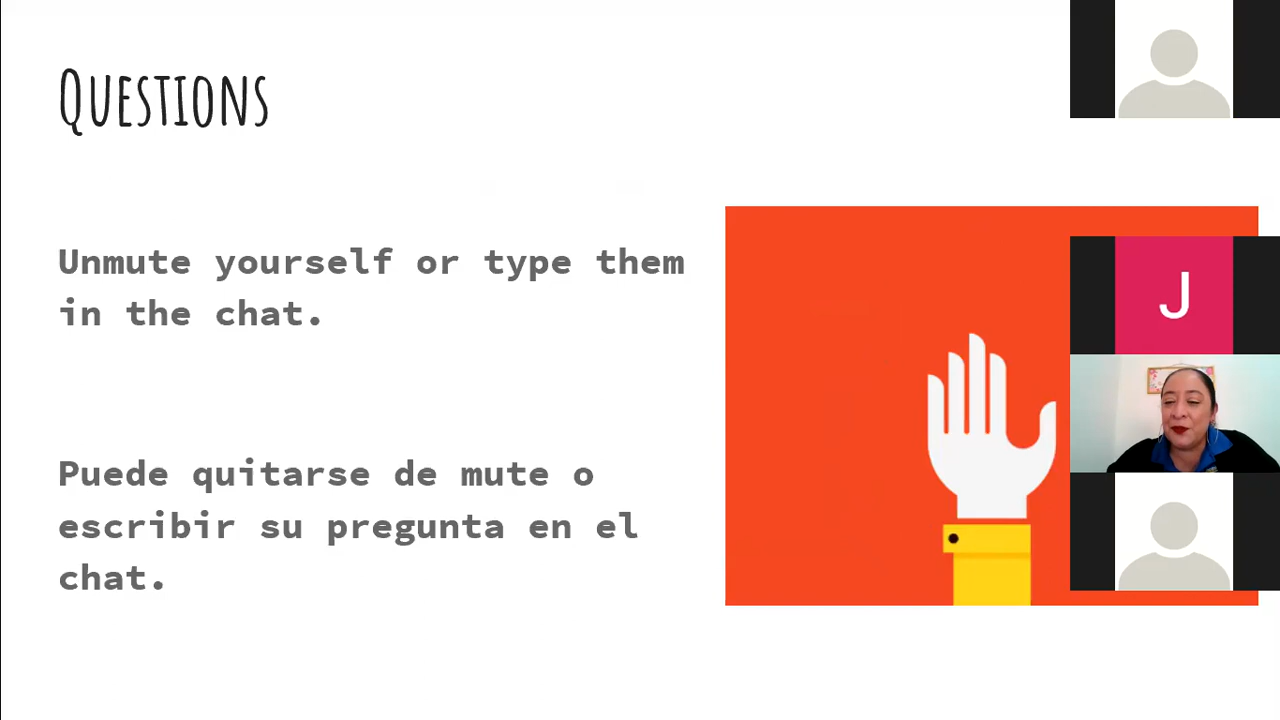 Questions
Unmute yourself or type them
in the chat.
Puede quitarse de mute o
escribir su pregunta en el
chat.
J